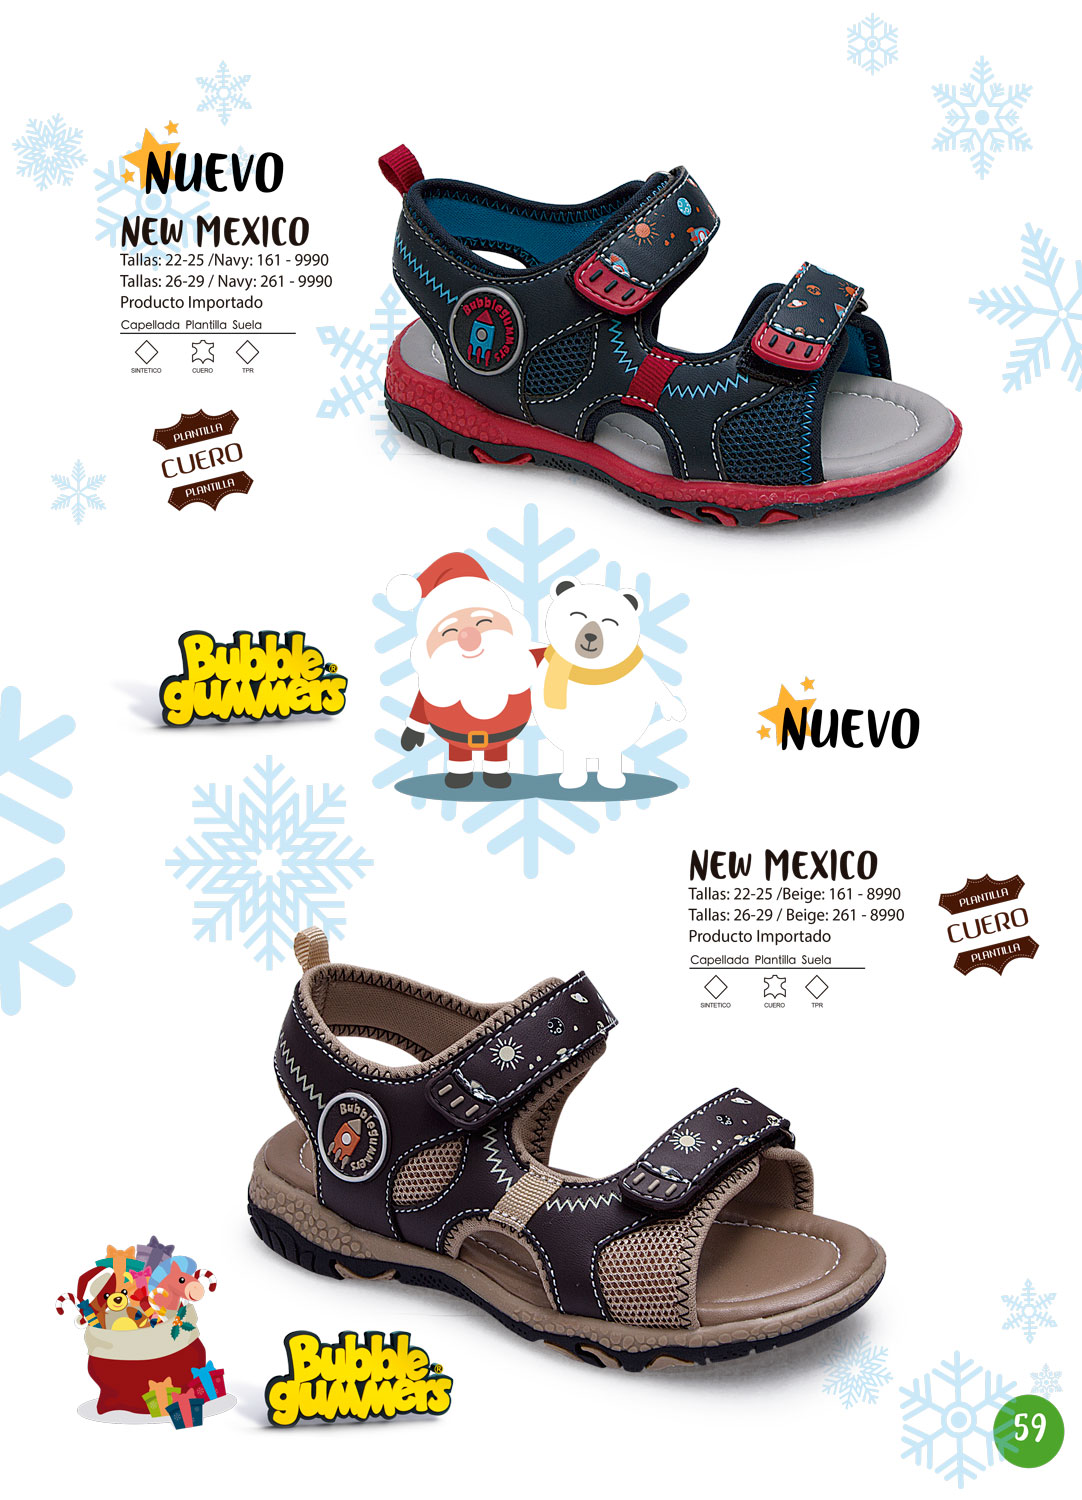 NUEVO
NEW MEXICO
Tallas: 22-25 /Navy: 161 - 9990
Tallas: 26-29 / Navy: 261 - 9990
Producto Importado
Capellada Plantilla Suela
SINTETICO CUERO TPR
PLANTILLA
CUERO
PLANTILLA
Bubblegummers
Bubble
gummers®
NUEVO
NEW MEXICO
Tallas: 22-25 /Beige: 161 - 8990
Tallas: 26-29 / Beige: 261 - 8990
Producto Importado
Capellada Plantilla Suela
SINTETICO CUERO TPR
PLANTILLA
CUERO
PLANTILLA
Bubblegummers
Bubble
gummers®
59